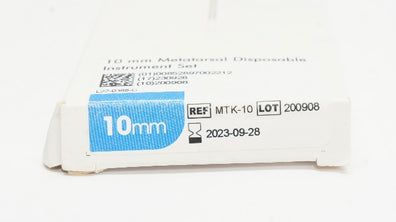 10 mm Metatarsal Disposable
Instrument Set
(01)00852897002212
(17)230928
(10)200908
10mm
REF MTK-10 LOT 200908
2023-09-28